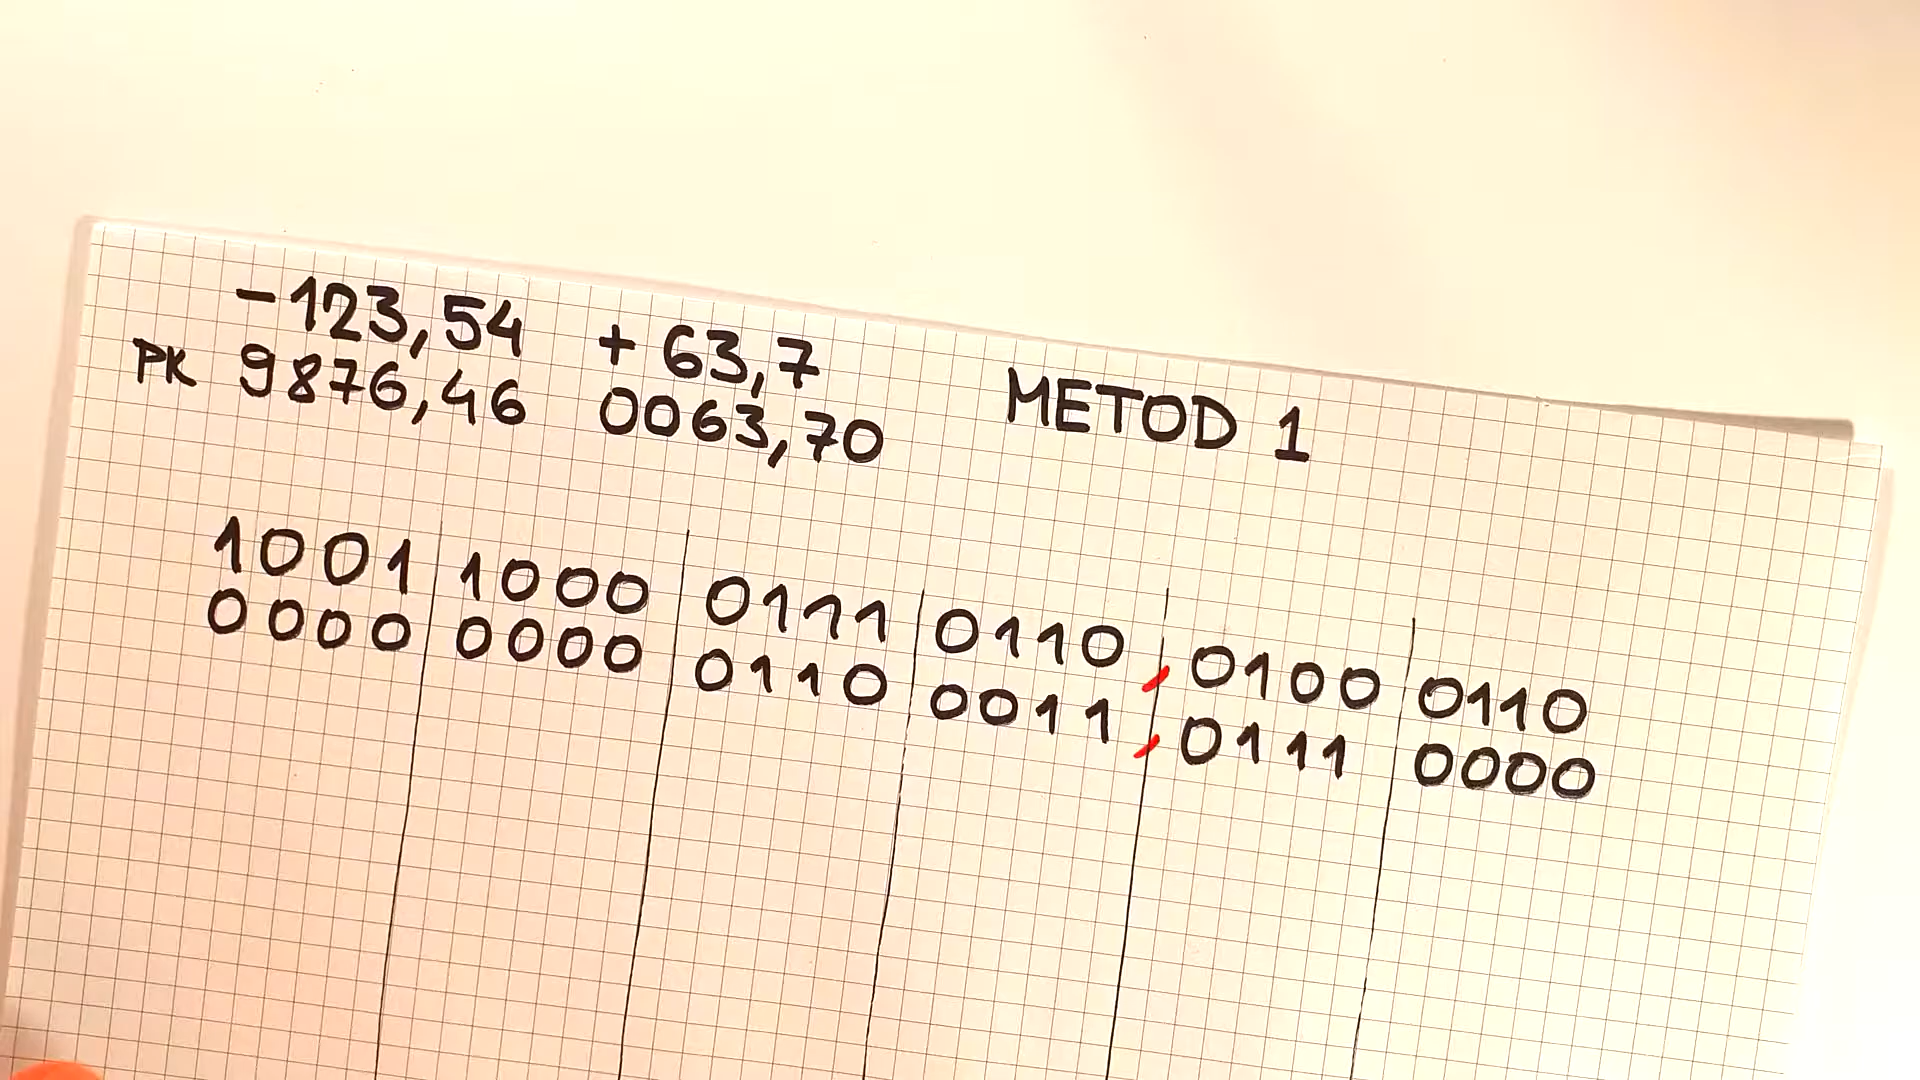 -123,54 + 63,7
PK 9876,46 0063,70 METOD 1
1001 1000 0111 0110, 0100 0110
0000 0000 0110 0011, 0111 0000